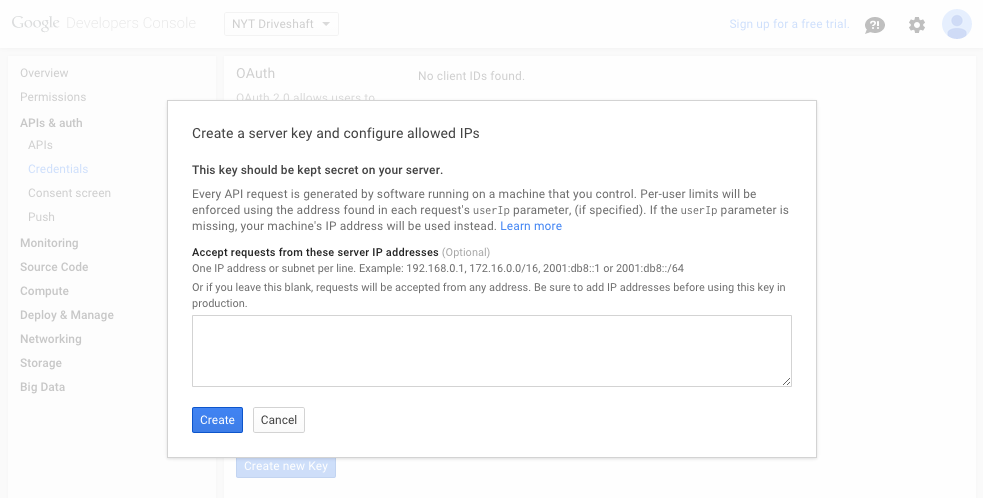 Google Developers Console
NYT Driveshaft
Sign up for a free trial.
?!
Overview
Permissions
APIs & auth
APIs
Credentials
Consent screen
Push
Monitoring
Source Code
Compute
Deploy & Manage
Networking
Storage
Big Data
OAuth
No client IDs found.
OAuth 2.0 allows users to
Create a server key and configure allowed IPs
This key should be kept secret on your server.
Every API request is generated by software running on a machine that you control. Per-user limits will be
enforced using the address found in each request's userIp parameter, (if specified). If the userIp parameter is
missing, your machine's IP address will be used instead. Learn more
Accept requests from these server IP addresses (Optional)
One IP address or subnet per line. Example: 192.168.0.1, 172.16.0.0/16, 2001:db8::1 or 2001:db8::/64
Or if you leave this blank, requests will be accepted from any address. Be sure to add IP addresses before using this key in
production.
Create
Cancel
Create new Key